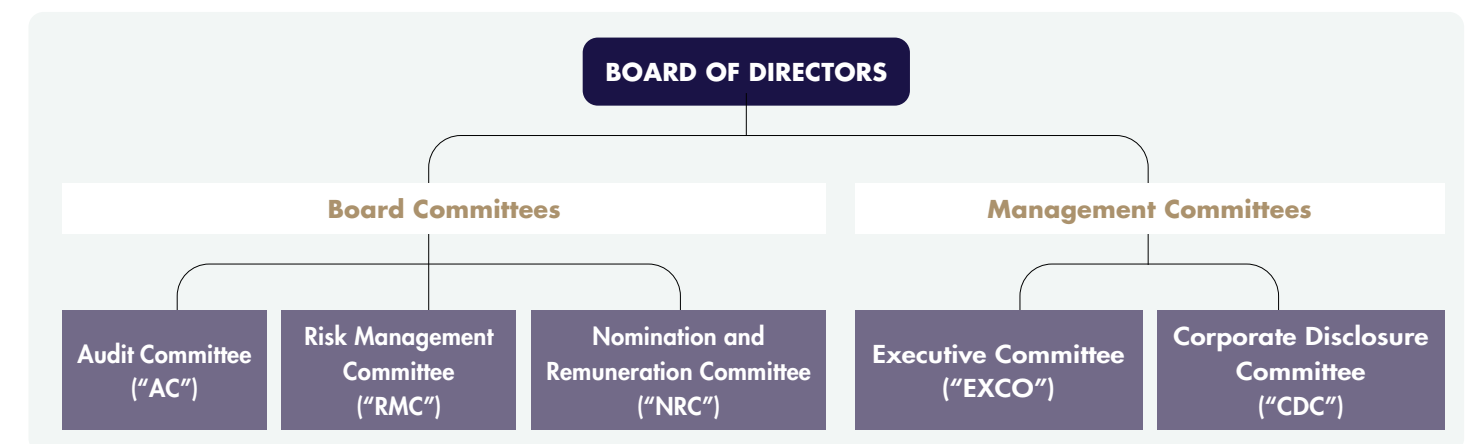 BOARD OF DIRECTORS
Board Committees
Management Committees
Audit Committee
(“AC”)
Risk Management
Committee
(“RMC”)
Nomination and
Remuneration Committee
(“NRC”)
Executive Committee
(“EXCO”)
Corporate Disclosure
Committee
(“CDC”)